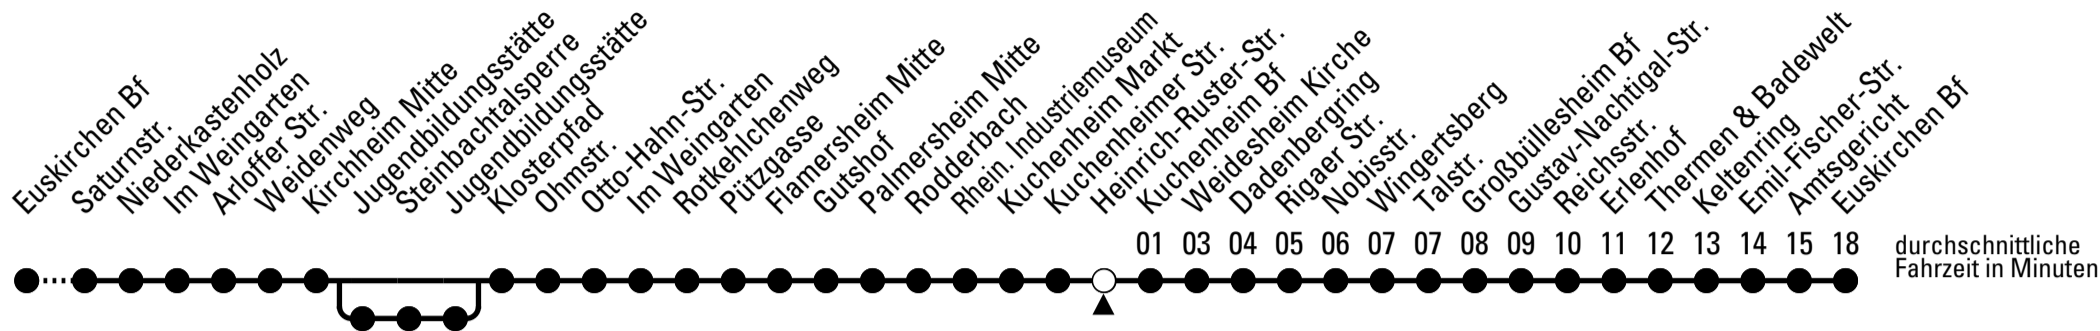 Euskirchen Bf
Saturnstr.
Niederkastenholz
Im Weingarten
Arloffer Str.
Weidenweg
Kirchheim Mitte
Jugendbildungsstätte
Steinbachtalsperre
Jugendbildungsstätte
Klosterpfad
Ohmstr.
Otto-Hahn-Str.
Im Weingarten
Rotkehlchenweg
Pützgasse
Flamersheim Mitte
Gutshof
Palmersheim Mitte
Rodderbach
Rhein. Industriemuseum
Kuchenheim Markt
Kuchenheimer Str.
Heinrich-Ruster-Str.
Kuchenheim Bf
Weidesheim Kirche
Dadenbergring
Rigaer Str.
Nobisstr.
Wingertsberg
Talstr.
Großbüllesheim Bf
Gustav-Nachtigal-Str.
Reichsstr.
Erlenhof
Thermen & Badewelt
Keltenring
Emil-Fischer-Str.
Amtsgericht
Euskirchen Bf
01 03 04 05 06 07 07 08 09 10 11 12 13 14 15 18
durchschnittliche
Fahrzeit in Minuten